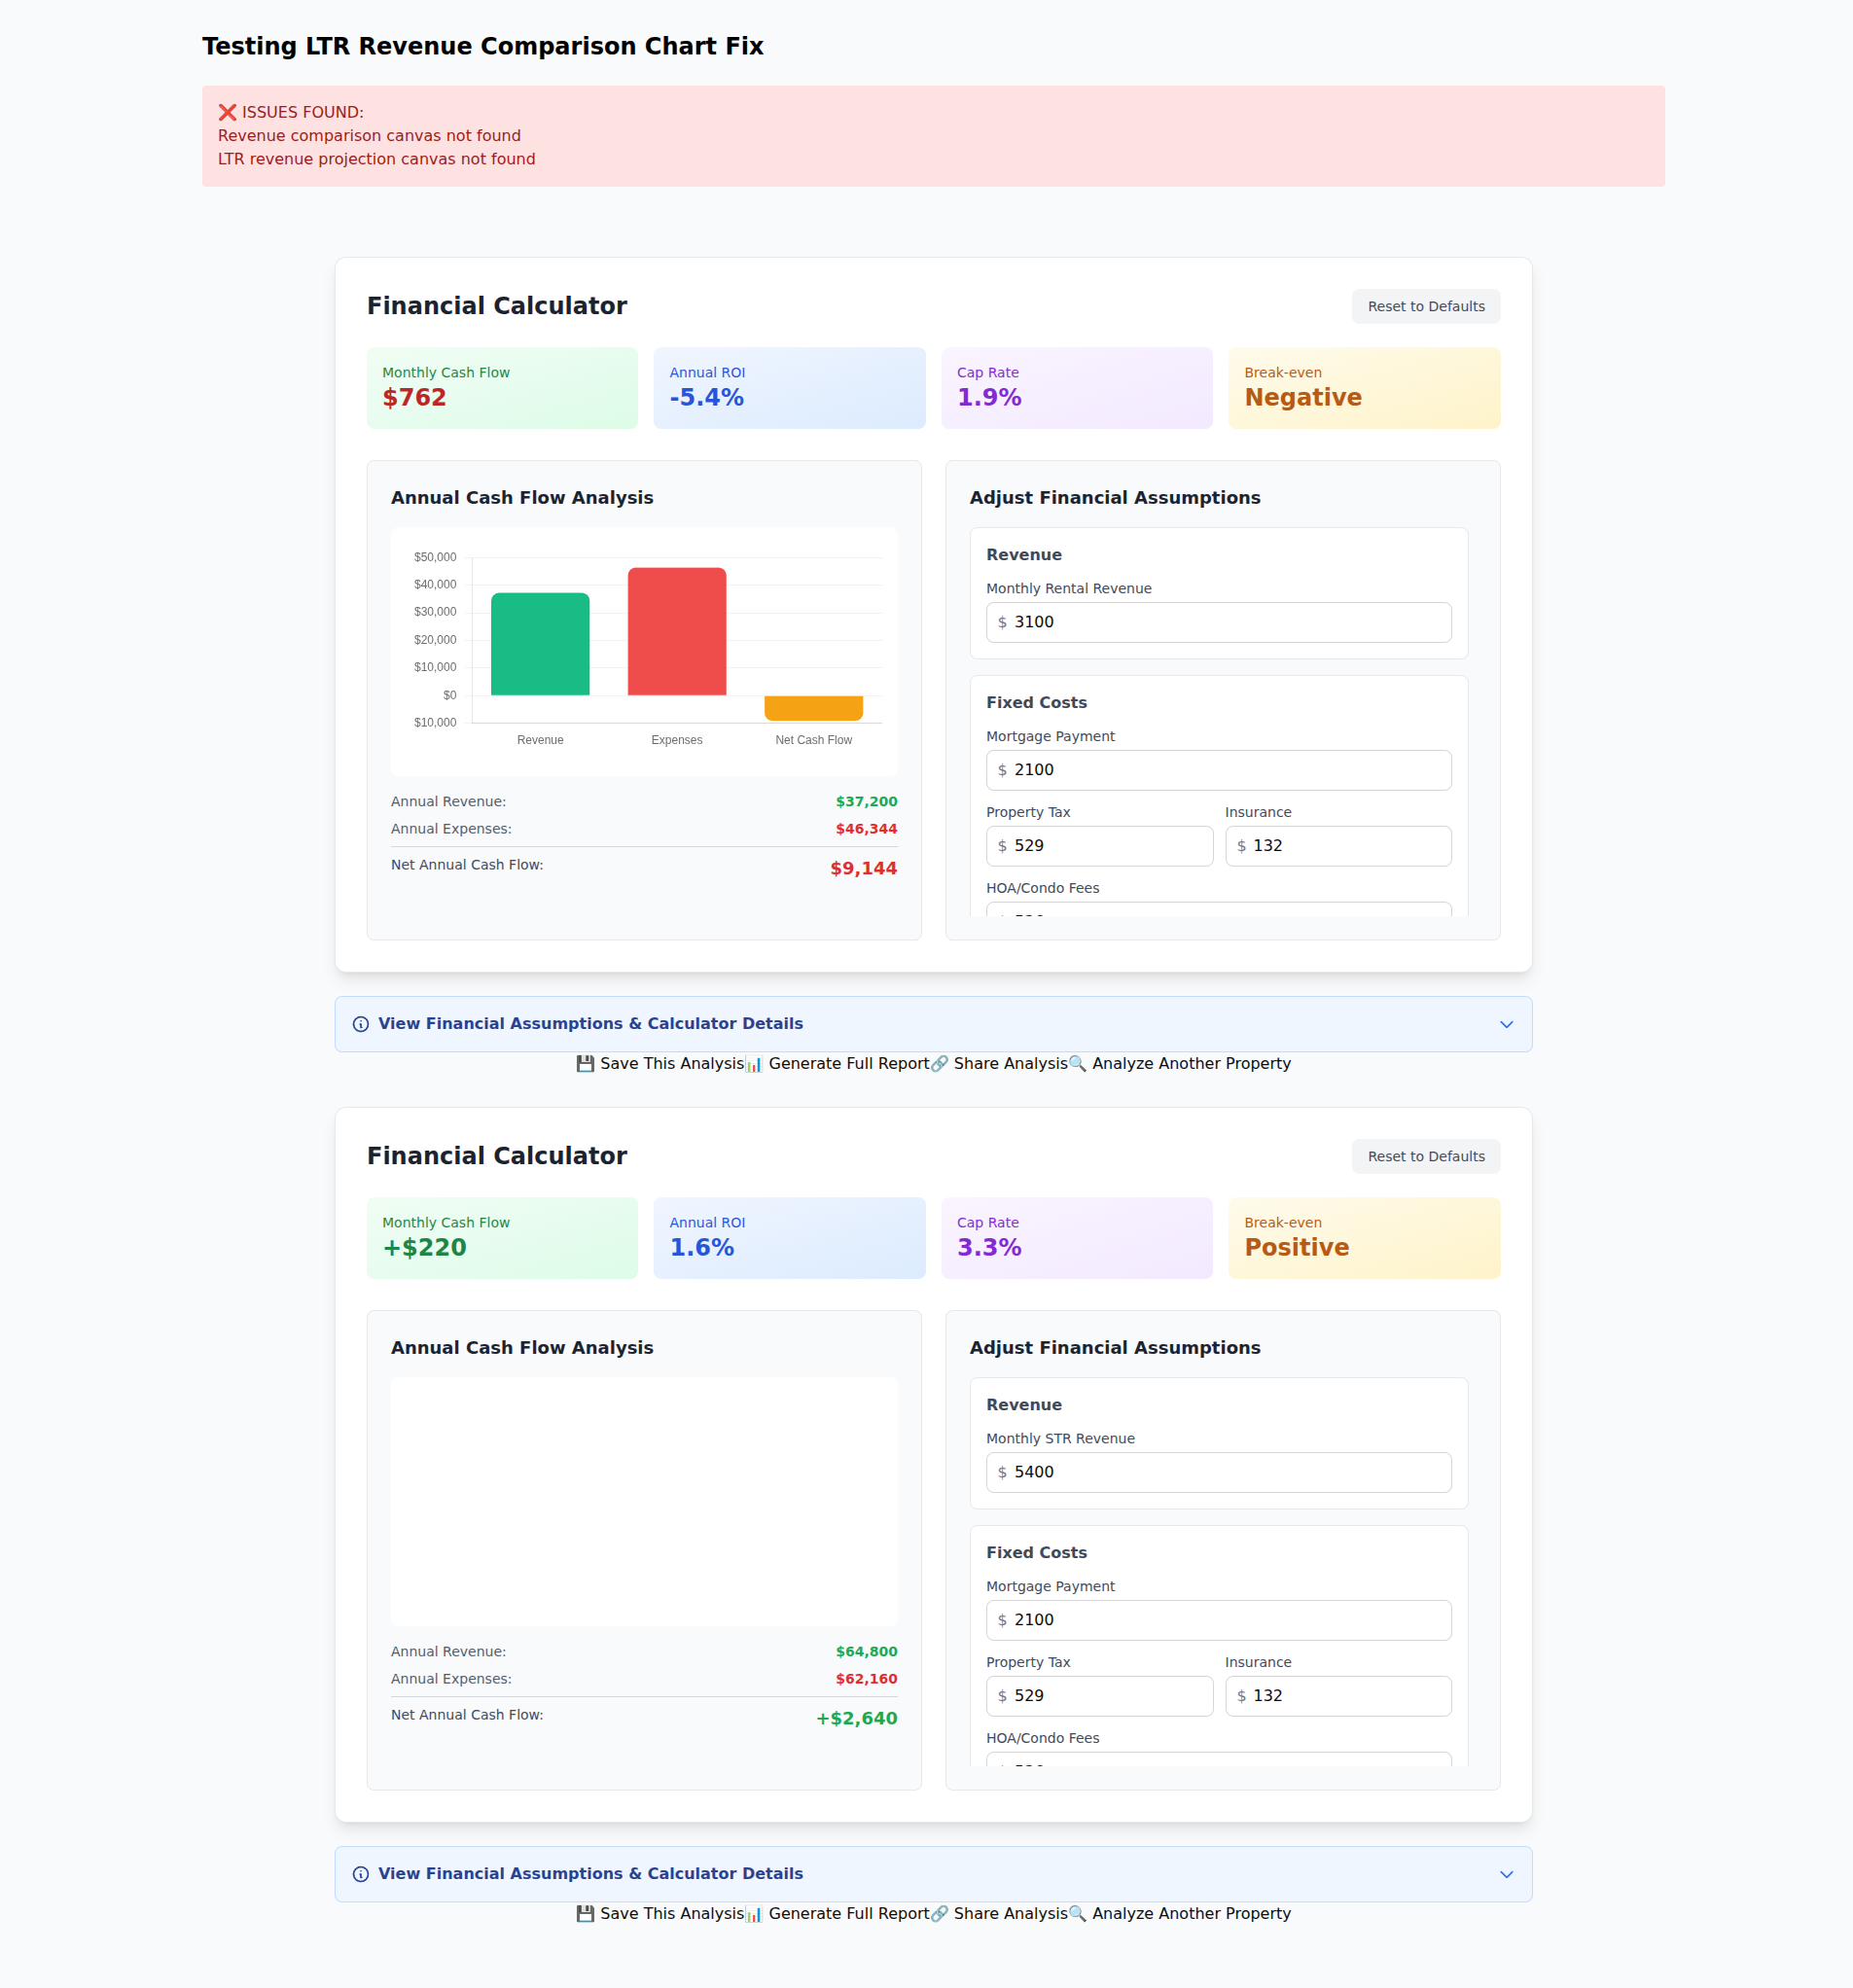 Testing LTR Revenue Comparison Chart Fix
❌ ISSUES FOUND:
Revenue comparison canvas not found
LTR revenue projection canvas not found
Financial Calculator
Reset to Defaults
Monthly Cash Flow
$762
Annual ROI
-5.4%
Cap Rate
1.9%
Break-even
Negative
Annual Cash Flow Analysis
$50,000
$40,000
$30,000
$20,000
$10,000
$0
$10,000
Revenue
Expenses
Net Cash Flow
Annual Revenue: $37,200
Annual Expenses: $46,344
Net Annual Cash Flow: $9,144
Adjust Financial Assumptions
Revenue
Monthly Rental Revenue
$ 3100
Fixed Costs
Mortgage Payment
$ 2100
Property Tax
$ 529
Insurance
$ 132
HOA/Condo Fees
View Financial Assumptions & Calculator Details
💾 Save This Analysis📊 Generate Full Report🔗 Share Analysis🔍 Analyze Another Property
Financial Calculator
Reset to Defaults
Monthly Cash Flow
+$220
Annual ROI
1.6%
Cap Rate
3.3%
Break-even
Positive
Annual Cash Flow Analysis
Annual Revenue: $64,800
Annual Expenses: $62,160
Net Annual Cash Flow: +$2,640
Adjust Financial Assumptions
Revenue
Monthly STR Revenue
$ 5400
Fixed Costs
Mortgage Payment
$ 2100
Property Tax
$ 529
Insurance
$ 132
HOA/Condo Fees
View Financial Assumptions & Calculator Details
💾 Save This Analysis📊 Generate Full Report🔗 Share Analysis🔍 Analyze Another Property